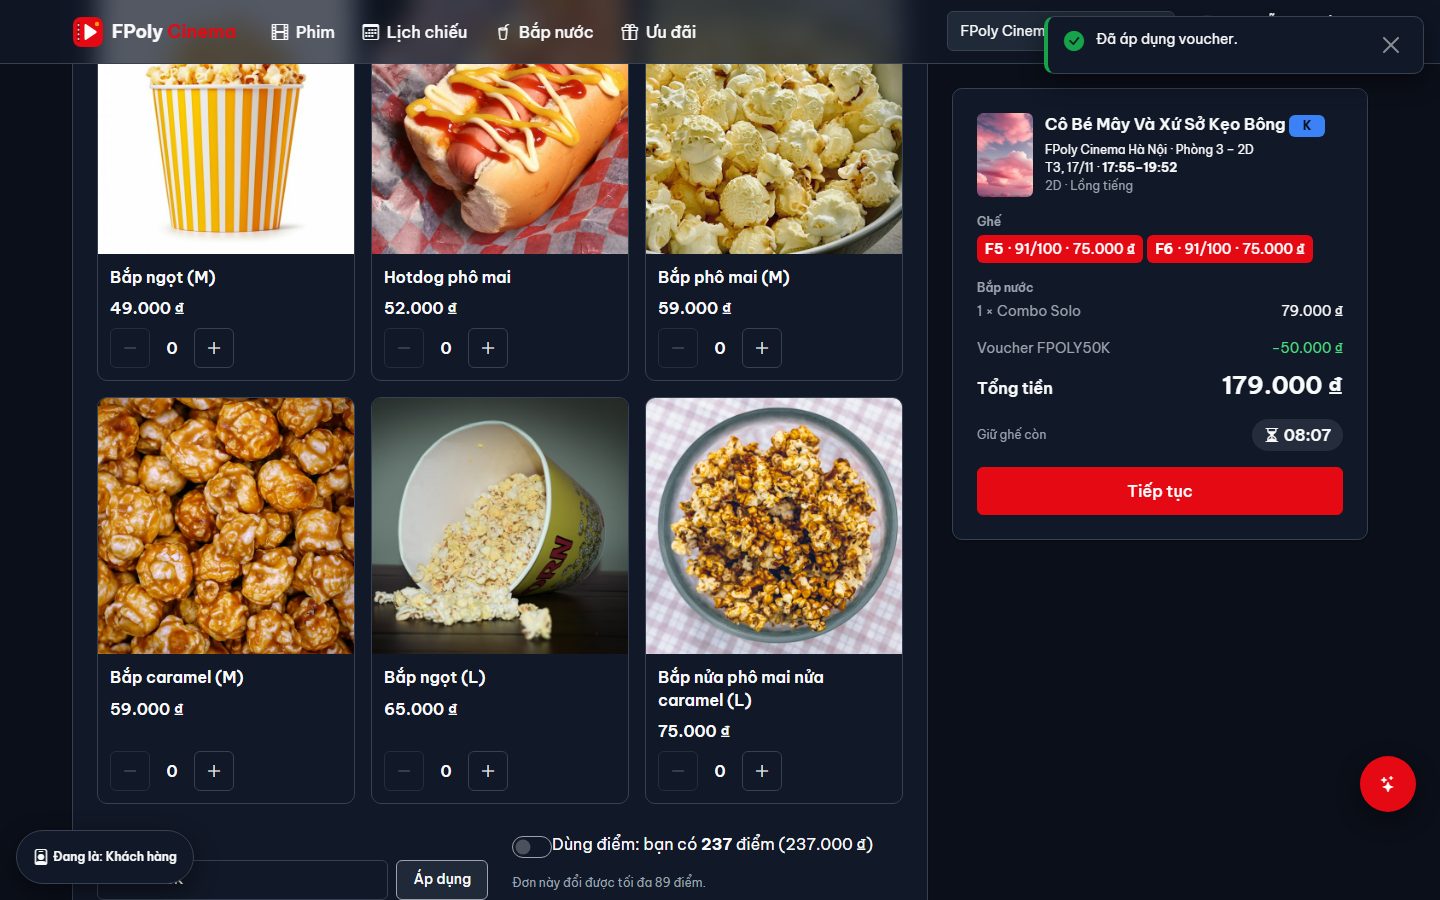 FPoly Cinema
Phim
Lịch chiếu
Bắp nước
Ưu đãi
FPoly Cinem
Đã áp dụng voucher.
Bắp ngọt (M)
49.000 ₫
0
Hotdog phô mai
52.000 ₫
0
Bắp phô mai (M)
59.000 ₫
0
Bắp caramel (M)
59.000 ₫
0
Bắp ngọt (L)
65.000 ₫
0
Bắp nửa phô mai nửa
caramel (L)
75.000 ₫
0
Đang là: Khách hàng
Áp dụng
Dùng điểm: bạn có 237 điểm (237.000 ₫)
Đơn này đổi được tối đa 89 điểm.
Cô Bé Mây Và Xứ Sở Kẹo Bông K
FPoly Cinema Hà Nội · Phòng 3 – 2D
T3, 17/11 · 17:55–19:52
2D · Lồng tiếng
Ghế
F5 · 91/100 · 75.000 ₫ F6 · 91/100 · 75.000 ₫
Bắp nước
1 × Combo Solo 79.000 ₫
Voucher FPOLY50K −50.000 ₫
Tổng tiền 179.000 ₫
Giữ ghế còn 08:07
Tiếp tục